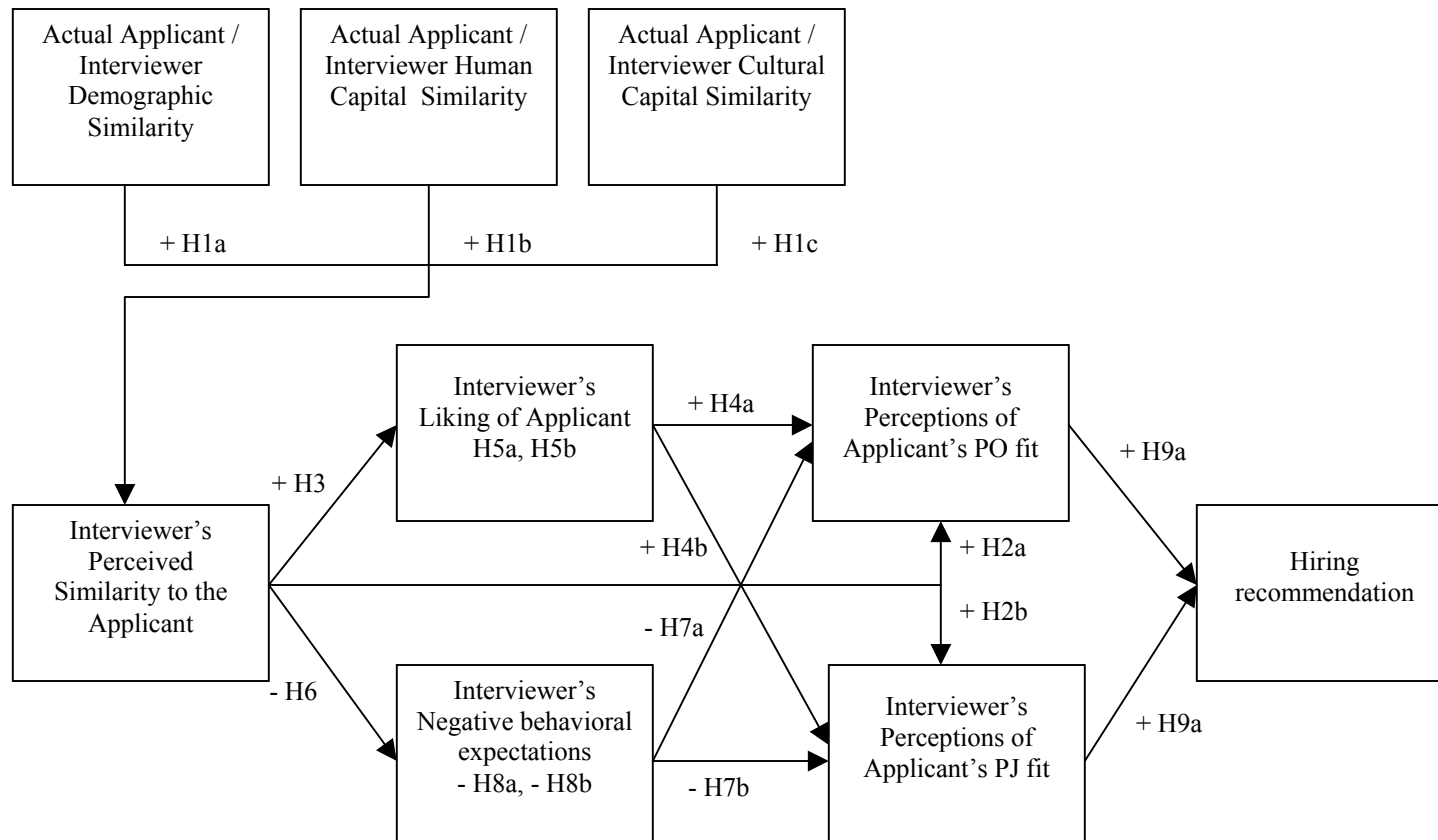 Actual Applicant /
Interviewer
Demographic
Similarity
Actual Applicant /
Interviewer Human
Capital  Similarity
Actual Applicant /
Interviewer Cultural
Capital Similarity
+ H1a
+ H1b
+ H1c
Interviewer’s
Perceived
Similarity to the
Applicant
+ H3
- H6
Interviewer’s
Liking of Applicant
H5a, H5b
Interviewer’s
Negative behavioral
expectations
- H8a, - H8b
+ H4a
+ H4b
- H7a
- H7b
+ H2a
+ H2b
Interviewer’s
Perceptions of
Applicant’s PO fit
Interviewer’s
Perceptions of
Applicant’s PJ fit
+ H9a
+ H9a
Hiring
recommendation